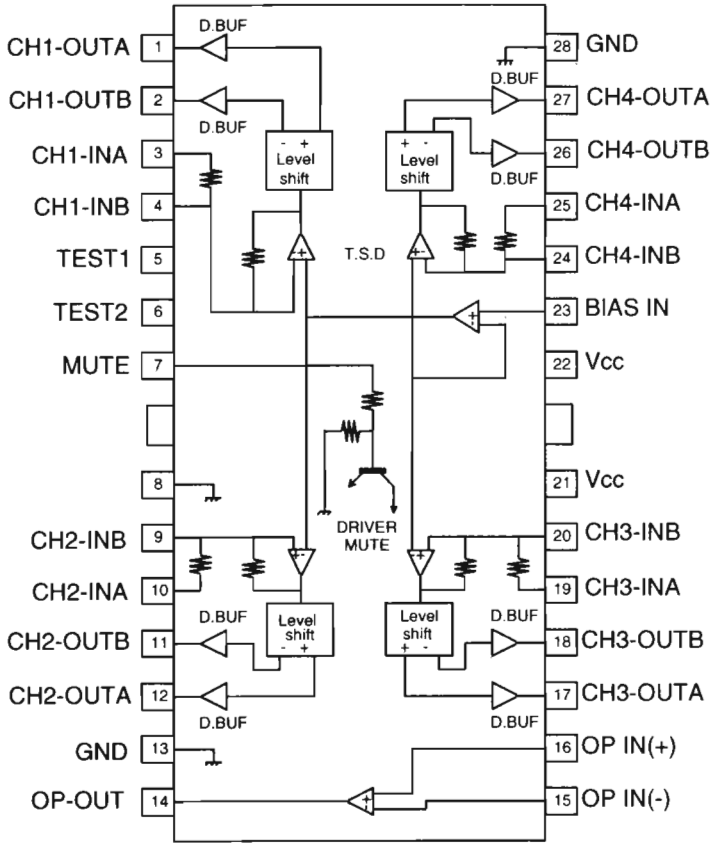 D.BUF
CH1-OUTA 1
28 GND
D.BUF
CH1-OUTB 2
27 CH4-OUTA
D.BUF
CH1-INA 3
- +
Level
shift
+ -
Level
shift
26 CH4-OUTB
D.BUF
CH1-INB 4
25 CH4-INA
TEST1 5
- +
T.S.D
+ -
24 CH4-INB
TEST2 6
+
-
23 BIAS IN
MUTE 7
22 Vcc
8
21 Vcc
DRIVER
MUTE
CH2-INB 9
+ -
- +
20 CH3-INB
CH2-INA 10
19 CH3-INA
D.BUF
Level
shift
- +
Level
shift
+ -
D.BUF
CH2-OUTB 11
18 CH3-OUTB
CH2-OUTA 12
17 CH3-OUTA
D.BUF
D.BUF
GND 13
16 OP IN(+)
OP-OUT 14
+
-
15 OP IN(-)